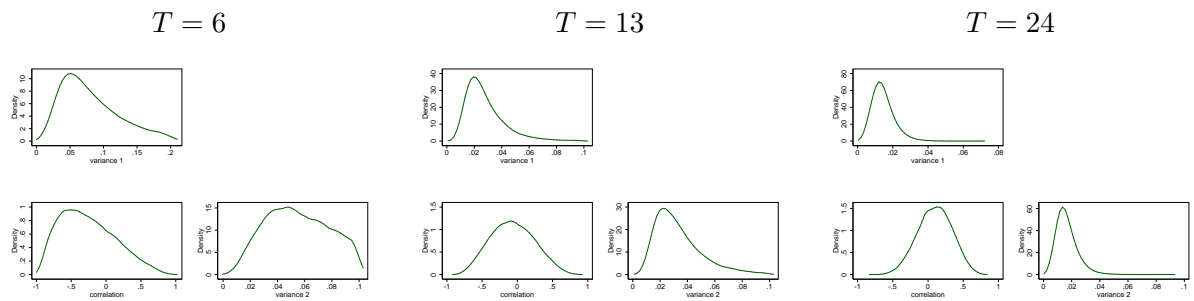 T = 6
T = 13
T = 24
Density
0 2 4 6 8 10
0 .05 .1 .15 .2
variance 1
Density
0 10 20 30 40
0 .02 .04 .06 .08 .1
variance 1
Density
0 20 40 60 80
0 .02 .04 .06 .08
variance 1
Density
0 .2 .4 .6 .8 1
-1 -.5 0 .5 1
correlation
Density
0 5 10 15
0 .02 .04 .06 .08 .1
variance 2
Density
0 .5 1 1.5
-1 -.5 0 .5 1
correlation
Density
0 10 20 30
0 .02 .04 .06 .08 .1
variance 2
Density
0 .5 1 1.5
-1 -.5 0 .5 1
correlation
Density
0 20 40 60
0 .02 .04 .06 .08 .1
variance 2